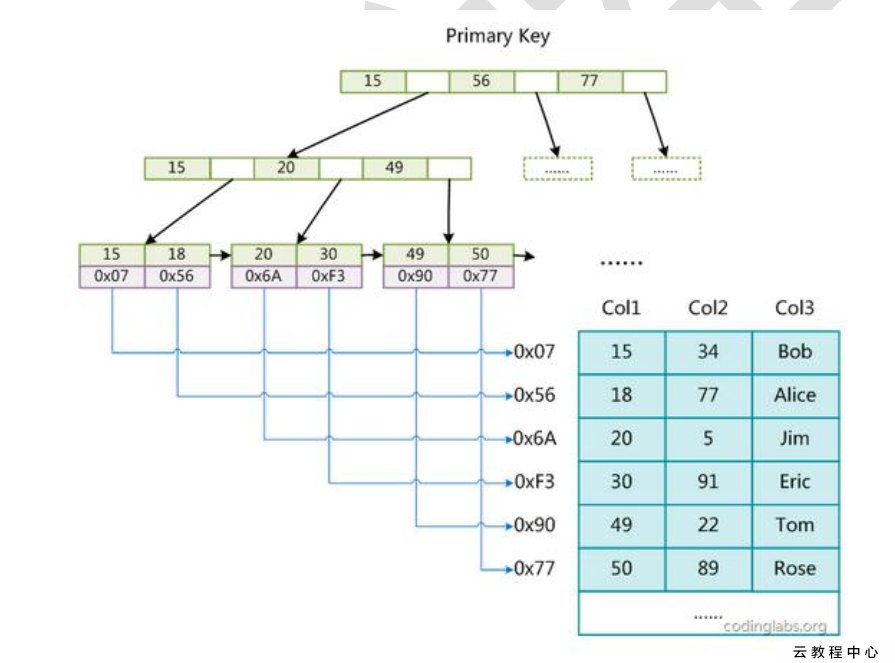 Primary Key
15 56 77
15 20 49
...... ......
15 18 20 30 49 50
0x07 0x56 0x6A 0xF3 0x90 0x77
......
Col1 Col2 Col3
0x07 15 34 Bob
0x56 18 77 Alice
0x6A 20 5 Jim
0xF3 30 91 Eric
0x90 49 22 Tom
0x77 50 89 Rose
......
codinglabs.org
云教程中心